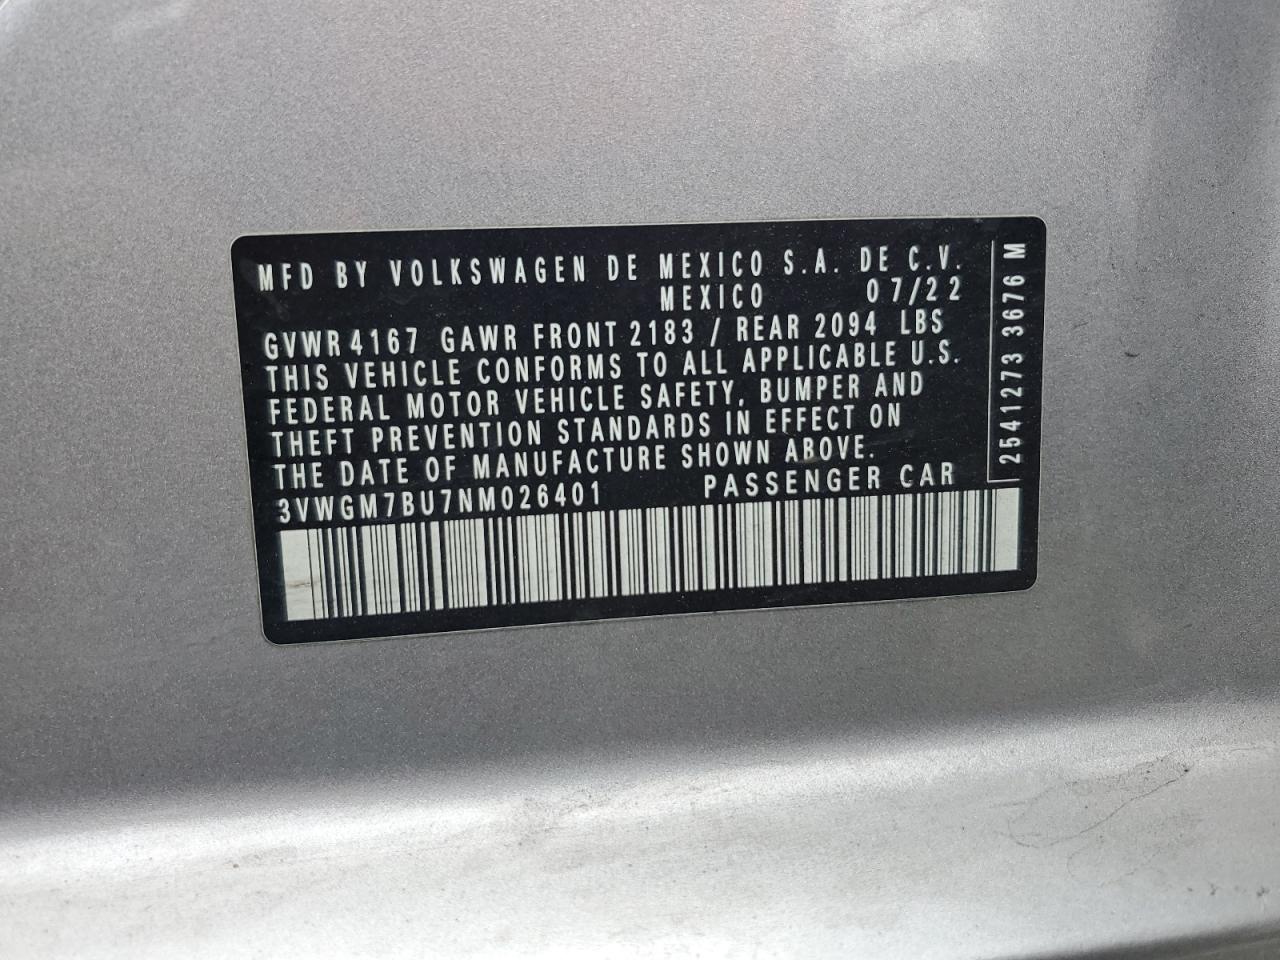 MFD BY VOLKSWAGEN DE MEXICO S.A. DE C.V.
MEXICO 07/22
GVWR 4167 GAWR FRONT 2183 / REAR 2094 LBS
THIS VEHICLE CONFORMS TO ALL APPLICABLE U.S.
FEDERAL MOTOR VEHICLE SAFETY, BUMPER AND
THEFT PREVENTION STANDARDS IN EFFECT ON
THE DATE OF MANUFACTURE SHOWN ABOVE.
3VWGM7BU7NM026401 PASSENGER CAR
2541273 3676 M